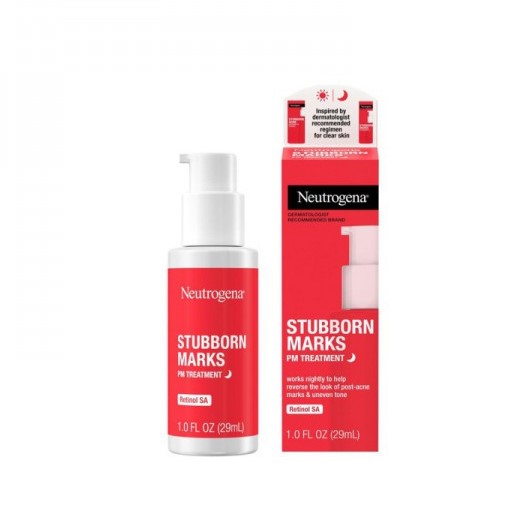 Neutrogena®
STUBBORN
MARKS
PM TREATMENT
Retinol SA
1.0 FL OZ (29mL)
Inspired by
dermatologist
recommended
regimen
for clear skin
Neutrogena®
DERMATOLOGIST
RECOMMENDED BRAND
STUBBORN
MARKS
PM TREATMENT
works nightly to help
reverse the look of post-acne
marks & uneven tone
Retinol SA
1.0 FL OZ (29mL)